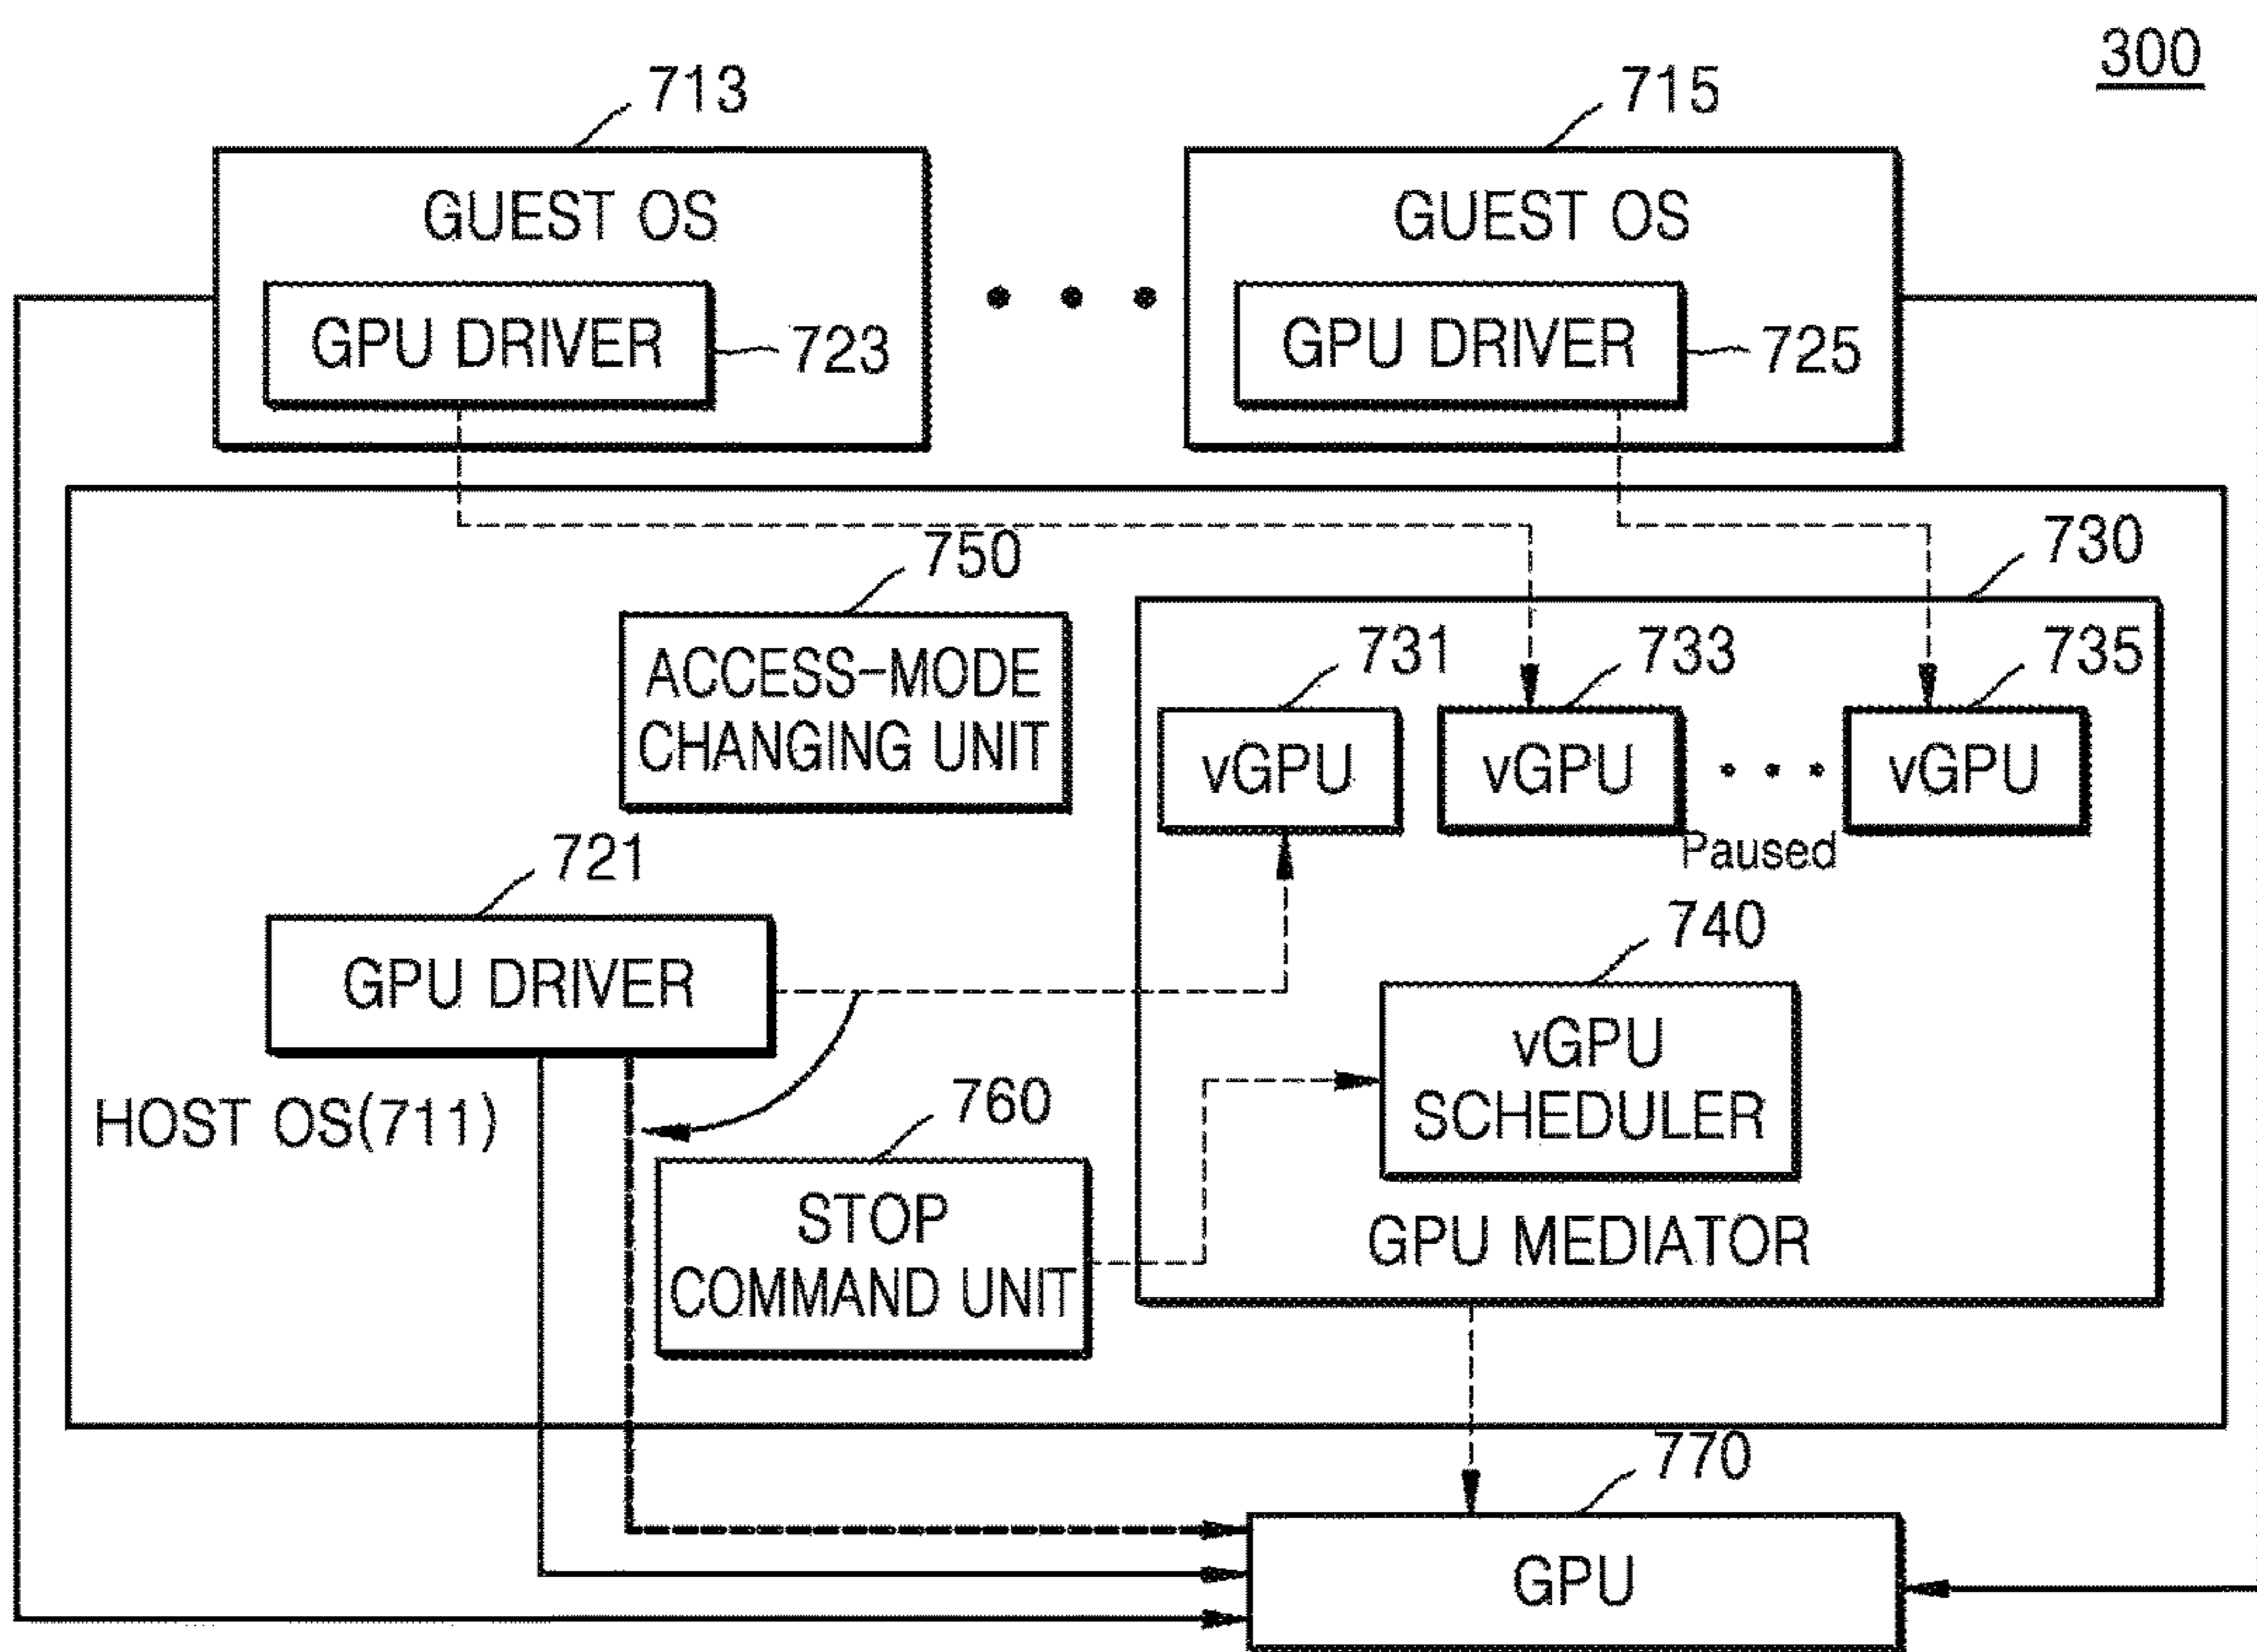 300
713
715
GUEST OS
GUEST OS
GPU DRIVER
723
GPU DRIVER
725
750
730
ACCESS-MODE
CHANGING UNIT
731
733
735
vGPU
vGPU
vGPU
Paused
721
GPU DRIVER
740
vGPU
SCHEDULER
HOST OS(711)
760
STOP
COMMAND UNIT
GPU MEDIATOR
770
GPU